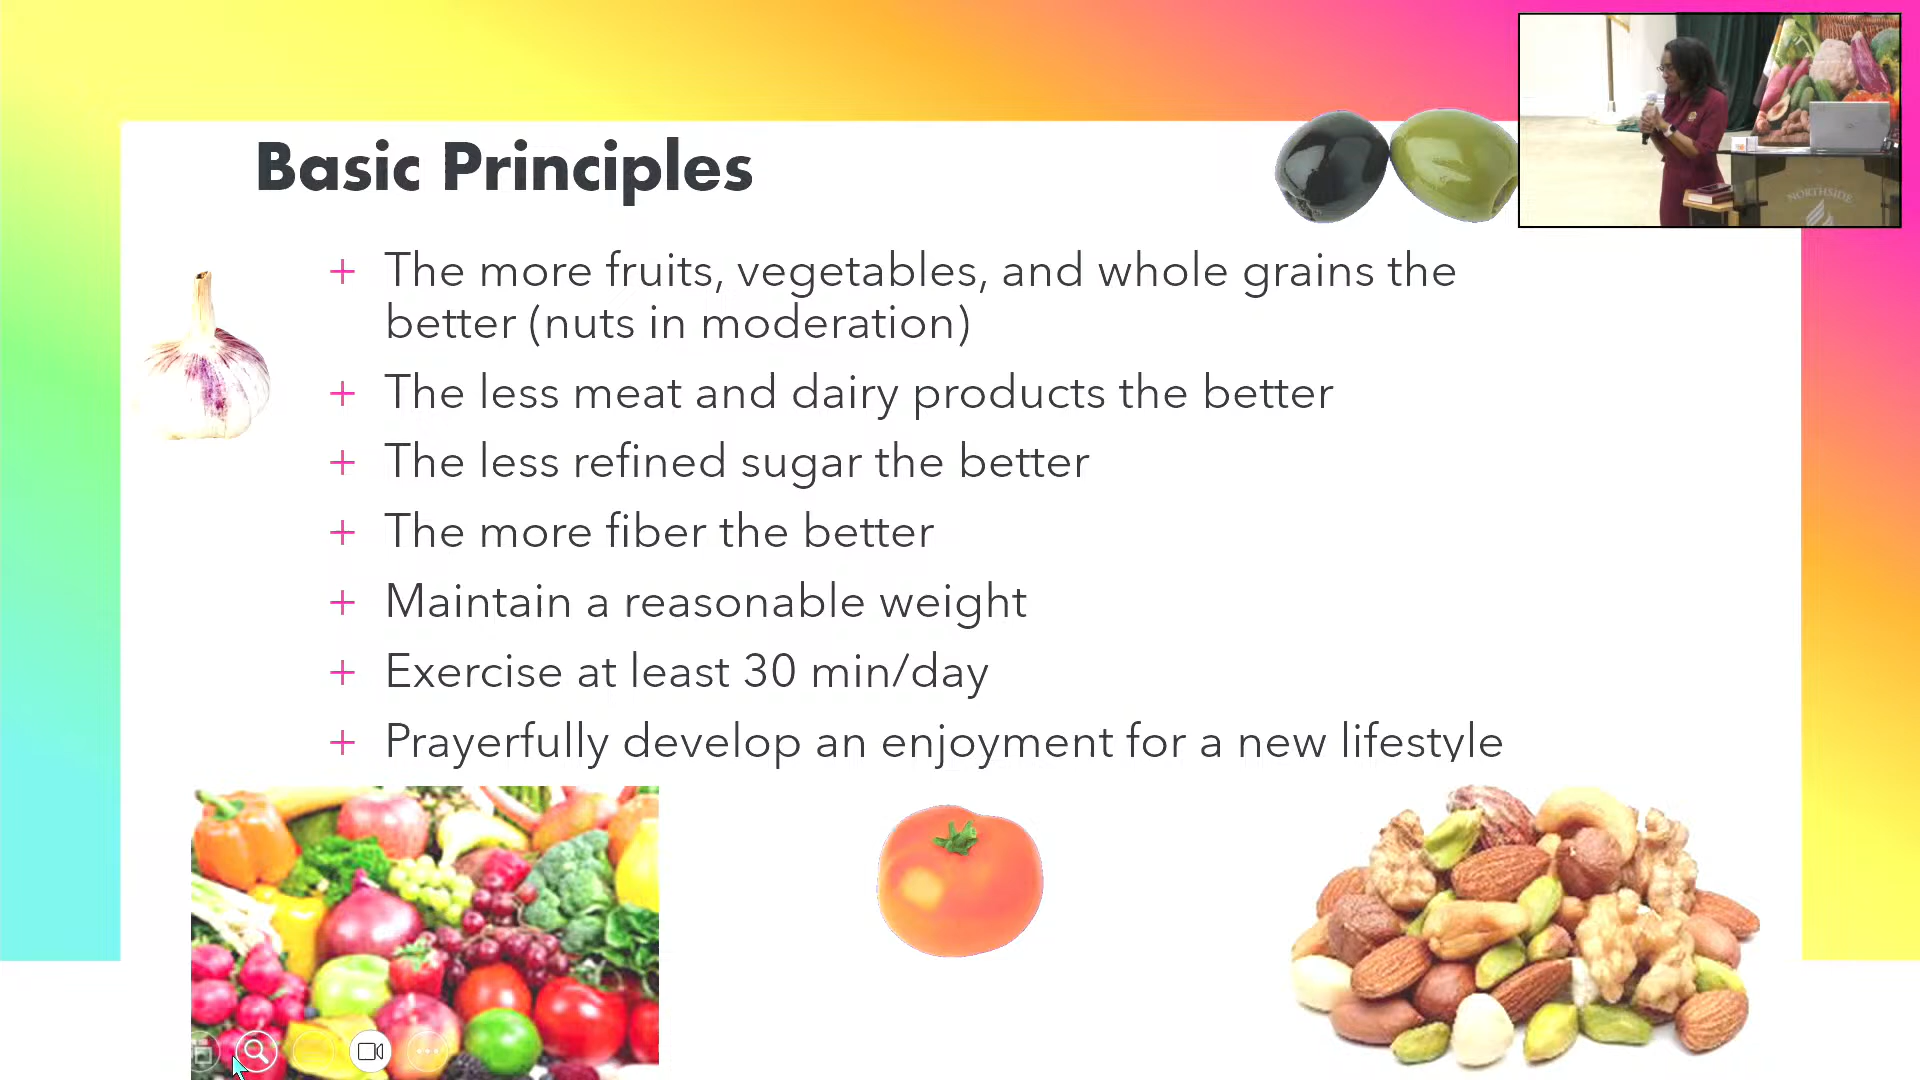 Basic Principles
+ The more fruits, vegetables, and whole grains the
better (nuts in moderation)
+ The less meat and dairy products the better
+ The less refined sugar the better
+ The more fiber the better
+ Maintain a reasonable weight
+ Exercise at least 30 min/day
+ Prayerfully develop an enjoyment for a new lifestyle
NORTHSIDE